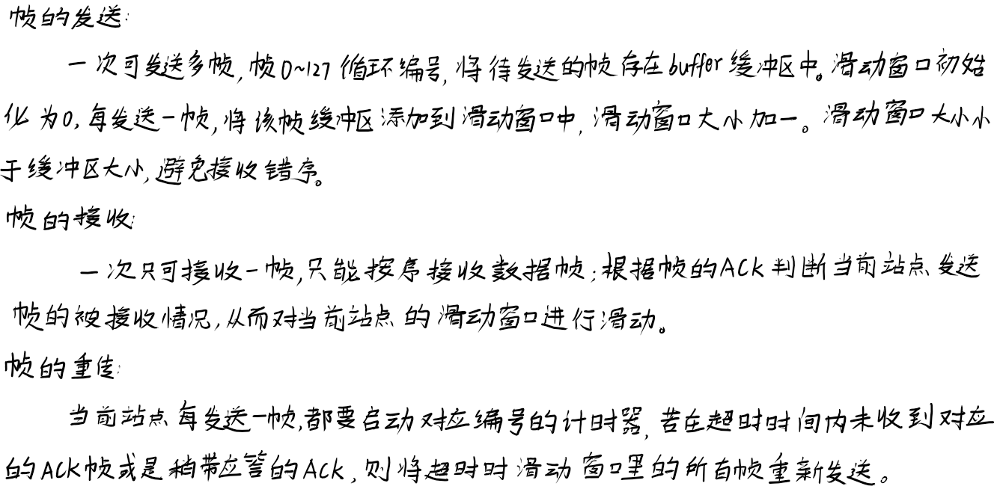 帧的发送:
一次可发送多帧,帧0~127循环编号,将待发送的帧存在buffer缓冲区中。滑动窗口初始
化为0,每发送一帧,将该帧缓冲区添加到滑动窗口中,滑动窗口大小加一。滑动窗口大小小
于缓冲区大小,避免接收错序。
帧的接收:
一次只可接收一帧,只能按序接收数据帧;根据帧的ACK判断当前站点发送
帧的被接收情况,从而对当前站点的滑动窗口进行滑动。
帧的重传:
当前站点每发送一帧,都要启动对应编号的计时器,若在超时时间内未收到对应
的ACK帧或是稍带应答的ACK,则将超时时滑动窗口里的所有帧重新发送。